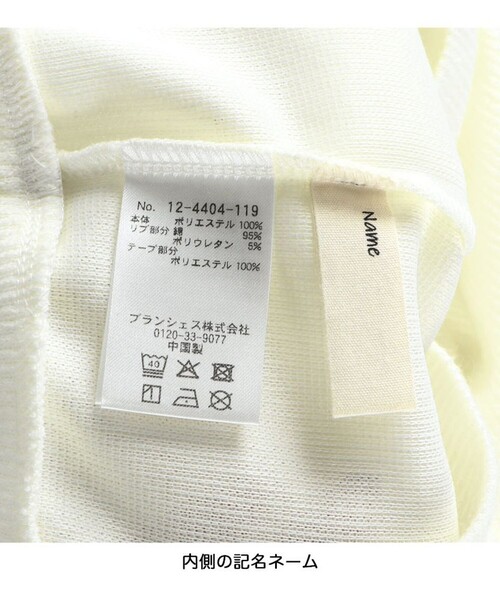 No. 12-4404-119
本体 ポリエステル 100%
リブ部分 綿 95%
ポリウレタン 5%
テープ部分
ポリエステル 100%
ブランシェス株式会社
0120-33-9077
中国製
40
Name
内側の記名ネーム